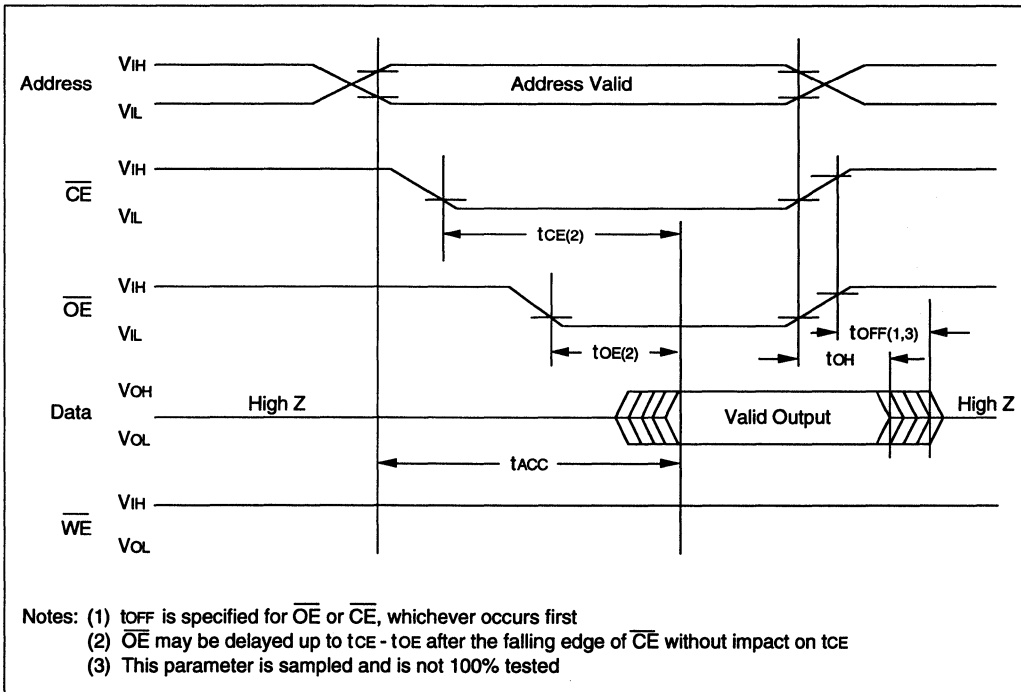 Address
VIH
VIL
Address Valid
CE
VIH
VIL
tCE(2)
OE
VIH
VIL
tOE(2)
tOFF(1,3)
tOH
Data
VOH
VOL
High Z
Valid Output
High Z
tACC
WE
VIH
VOL
Notes: (1) tOFF is specified for OE or CE, whichever occurs first
(2) OE may be delayed up to tCE - tOE after the falling edge of CE without impact on tCE
(3) This parameter is sampled and is not 100% tested